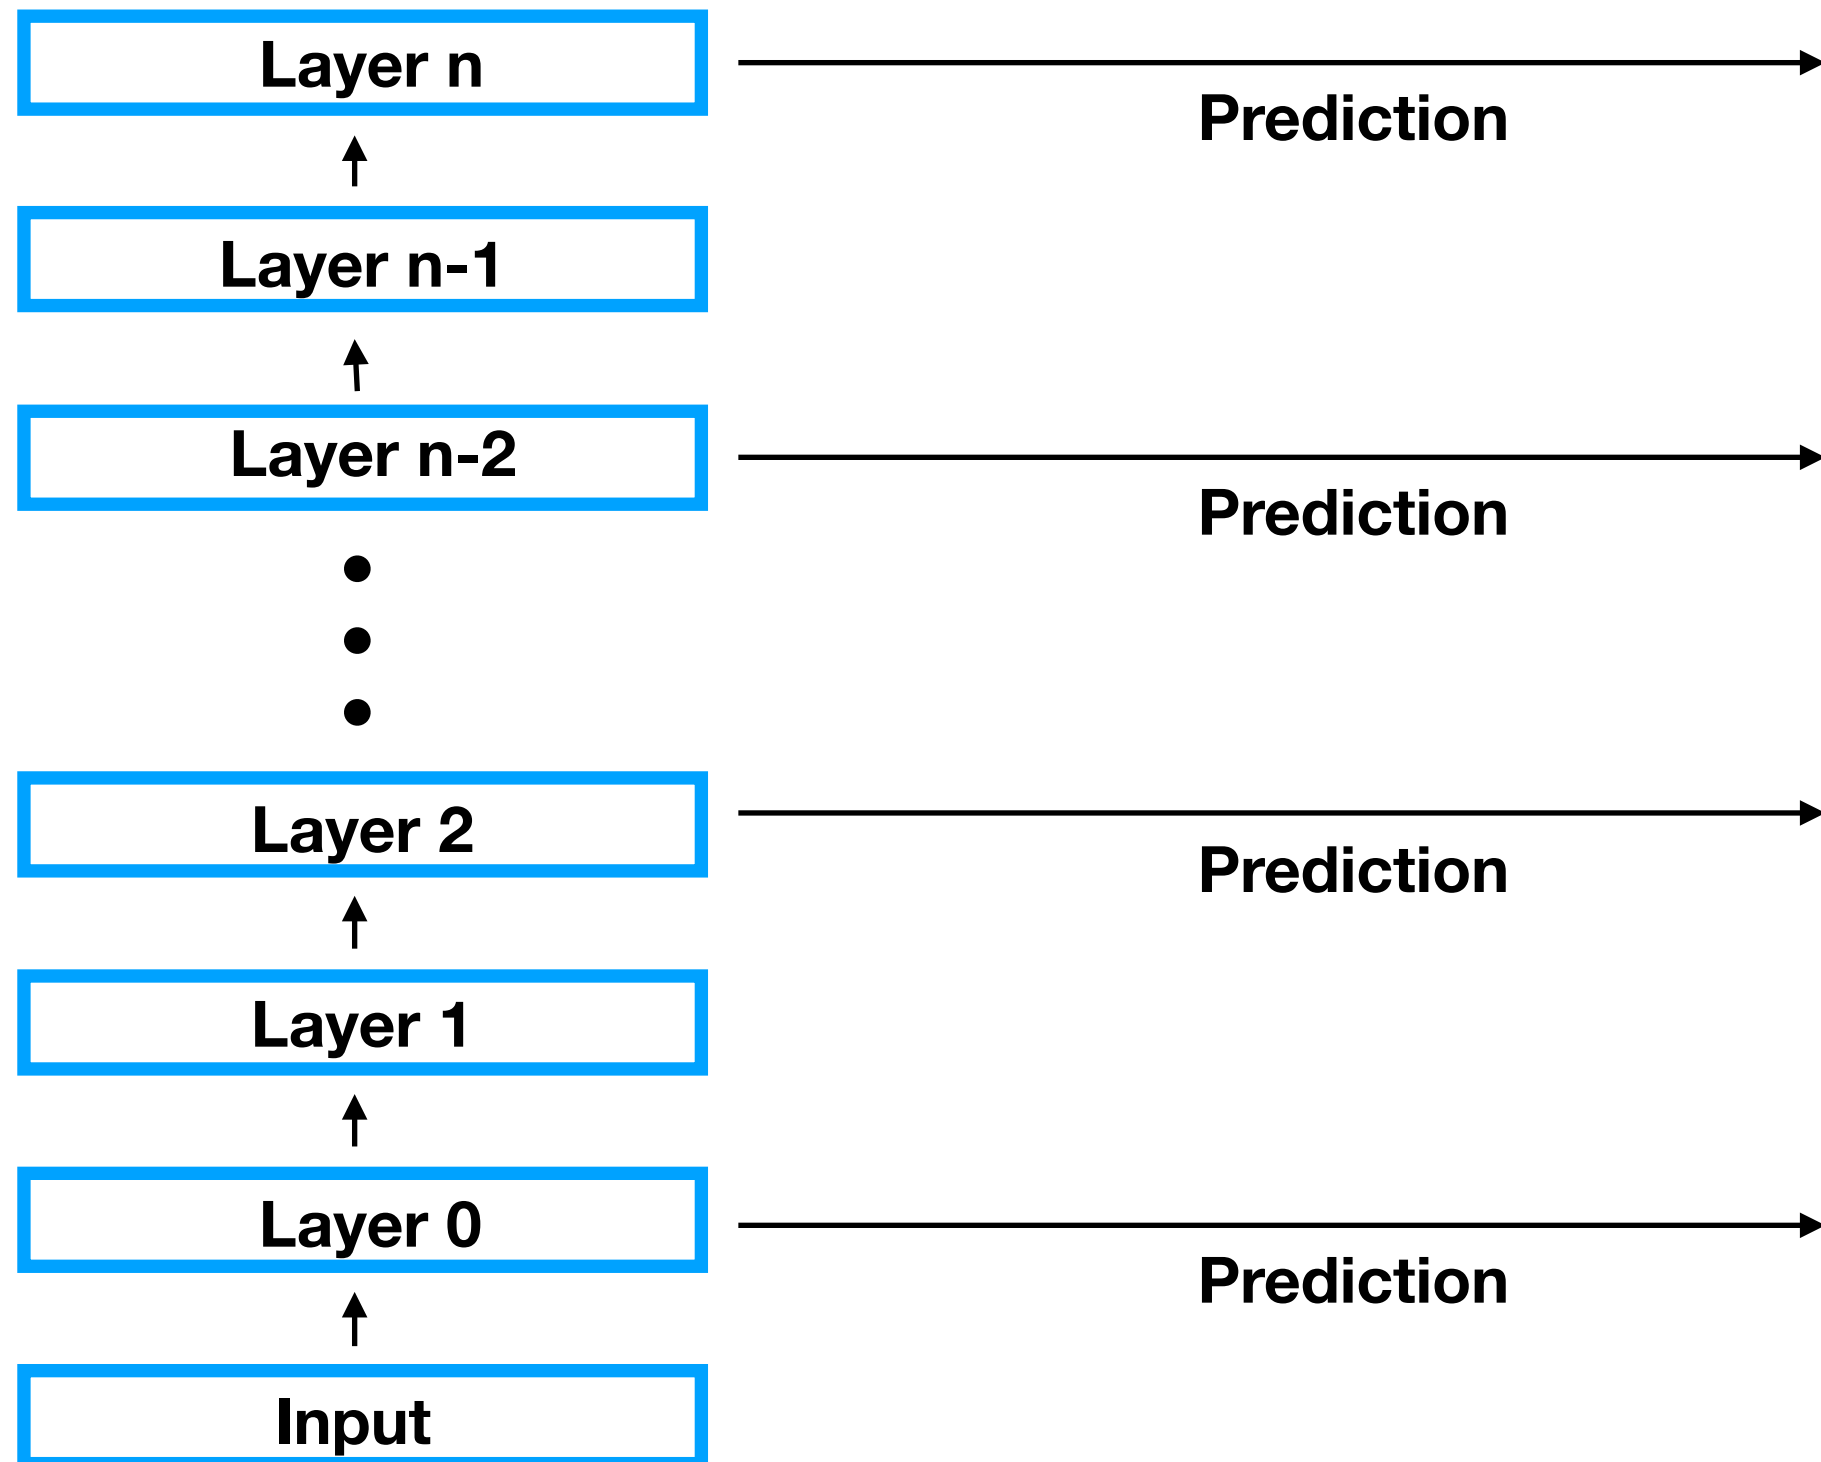 Layer n
Prediction
Layer n-1
Layer n-2
Prediction
Layer 2
Prediction
Layer 1
Layer 0
Prediction
Input